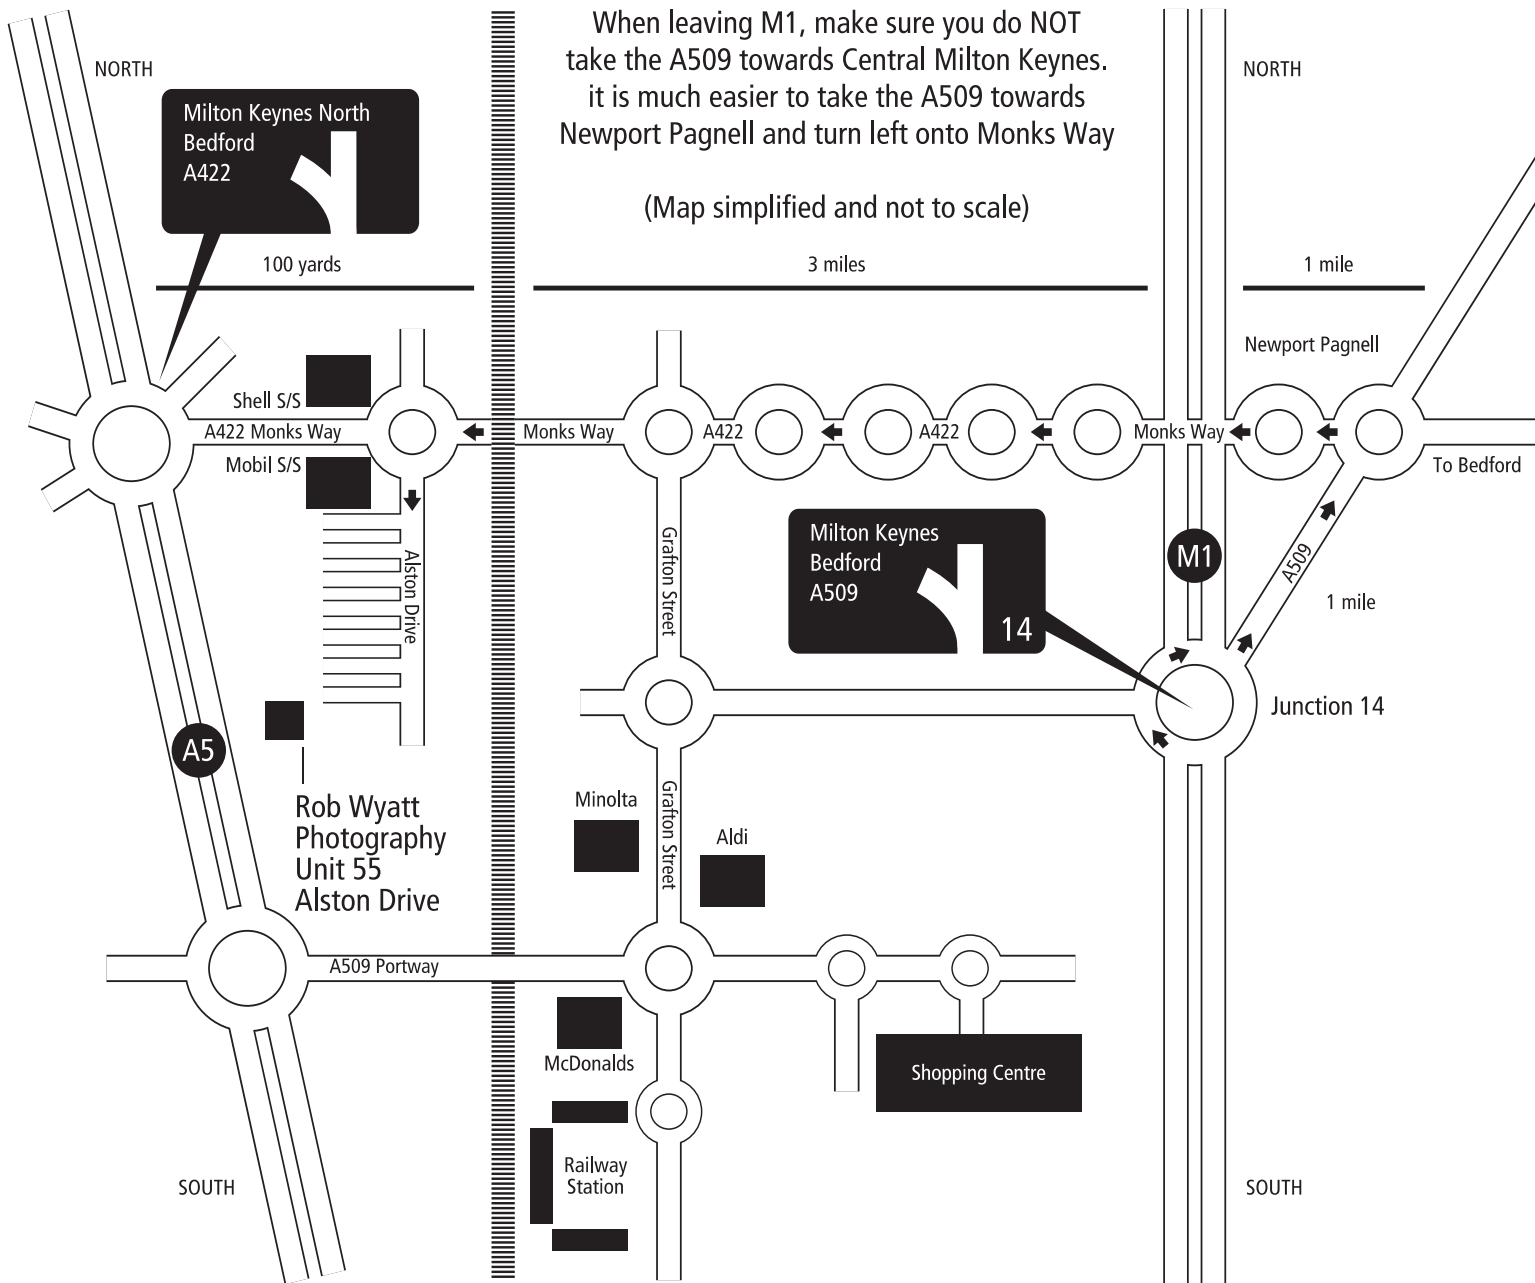 When leaving M1, make sure you do NOT
take the A509 towards Central Milton Keynes.
it is much easier to take the A509 towards
Newport Pagnell and turn left onto Monks Way
(Map simplified and not to scale)
NORTH
NORTH
Milton Keynes North
Bedford
A422
100 yards
3 miles
1 mile
Newport Pagnell
Shell S/S
A422 Monks Way
Monks Way
A422
A422
Monks Way
Mobil S/S
To Bedford
Alston Drive
Grafton Street
Milton Keynes
Bedford
A509
14
M1
A509
1 mile
Junction 14
A5
Rob Wyatt
Photography
Unit 55
Alston Drive
Minolta
Grafton Street
Aldi
A509 Portway
McDonalds
Shopping Centre
Railway
Station
SOUTH
SOUTH